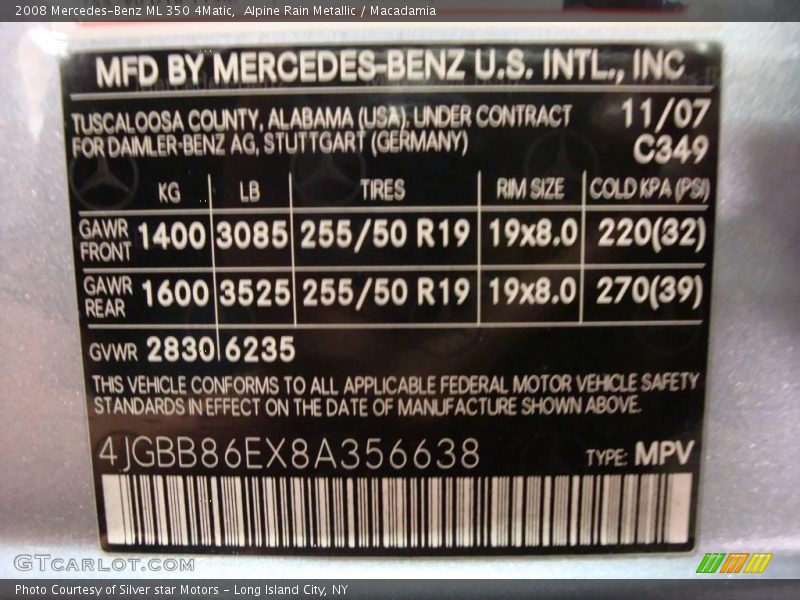 2008 Mercedes-Benz ML 350 4Matic, Alpine Rain Metallic / Macadamia
MFD BY MERCEDES-BENZ U.S. INTL., INC
TUSCALOOSA COUNTY, ALABAMA (USA), UNDER CONTRACT 11/07
FOR DAIMLER-BENZ AG, STUTTGART (GERMANY) C349
KG LB TIRES RIM SIZE COLD KPA (PSI)
GAWR FRONT 1400 3085 255/50 R19 19x8.0 220(32)
GAWR REAR 1600 3525 255/50 R19 19x8.0 270(39)
GVWR 2830 6235
THIS VEHICLE CONFORMS TO ALL APPLICABLE FEDERAL MOTOR VEHICLE SAFETY
STANDARDS IN EFFECT ON THE DATE OF MANUFACTURE SHOWN ABOVE.
4JGBB86EX8A356638 TYPE: MPV
GTCARLOT.COM
Photo Courtesy of Silver star Motors - Long Island City, NY